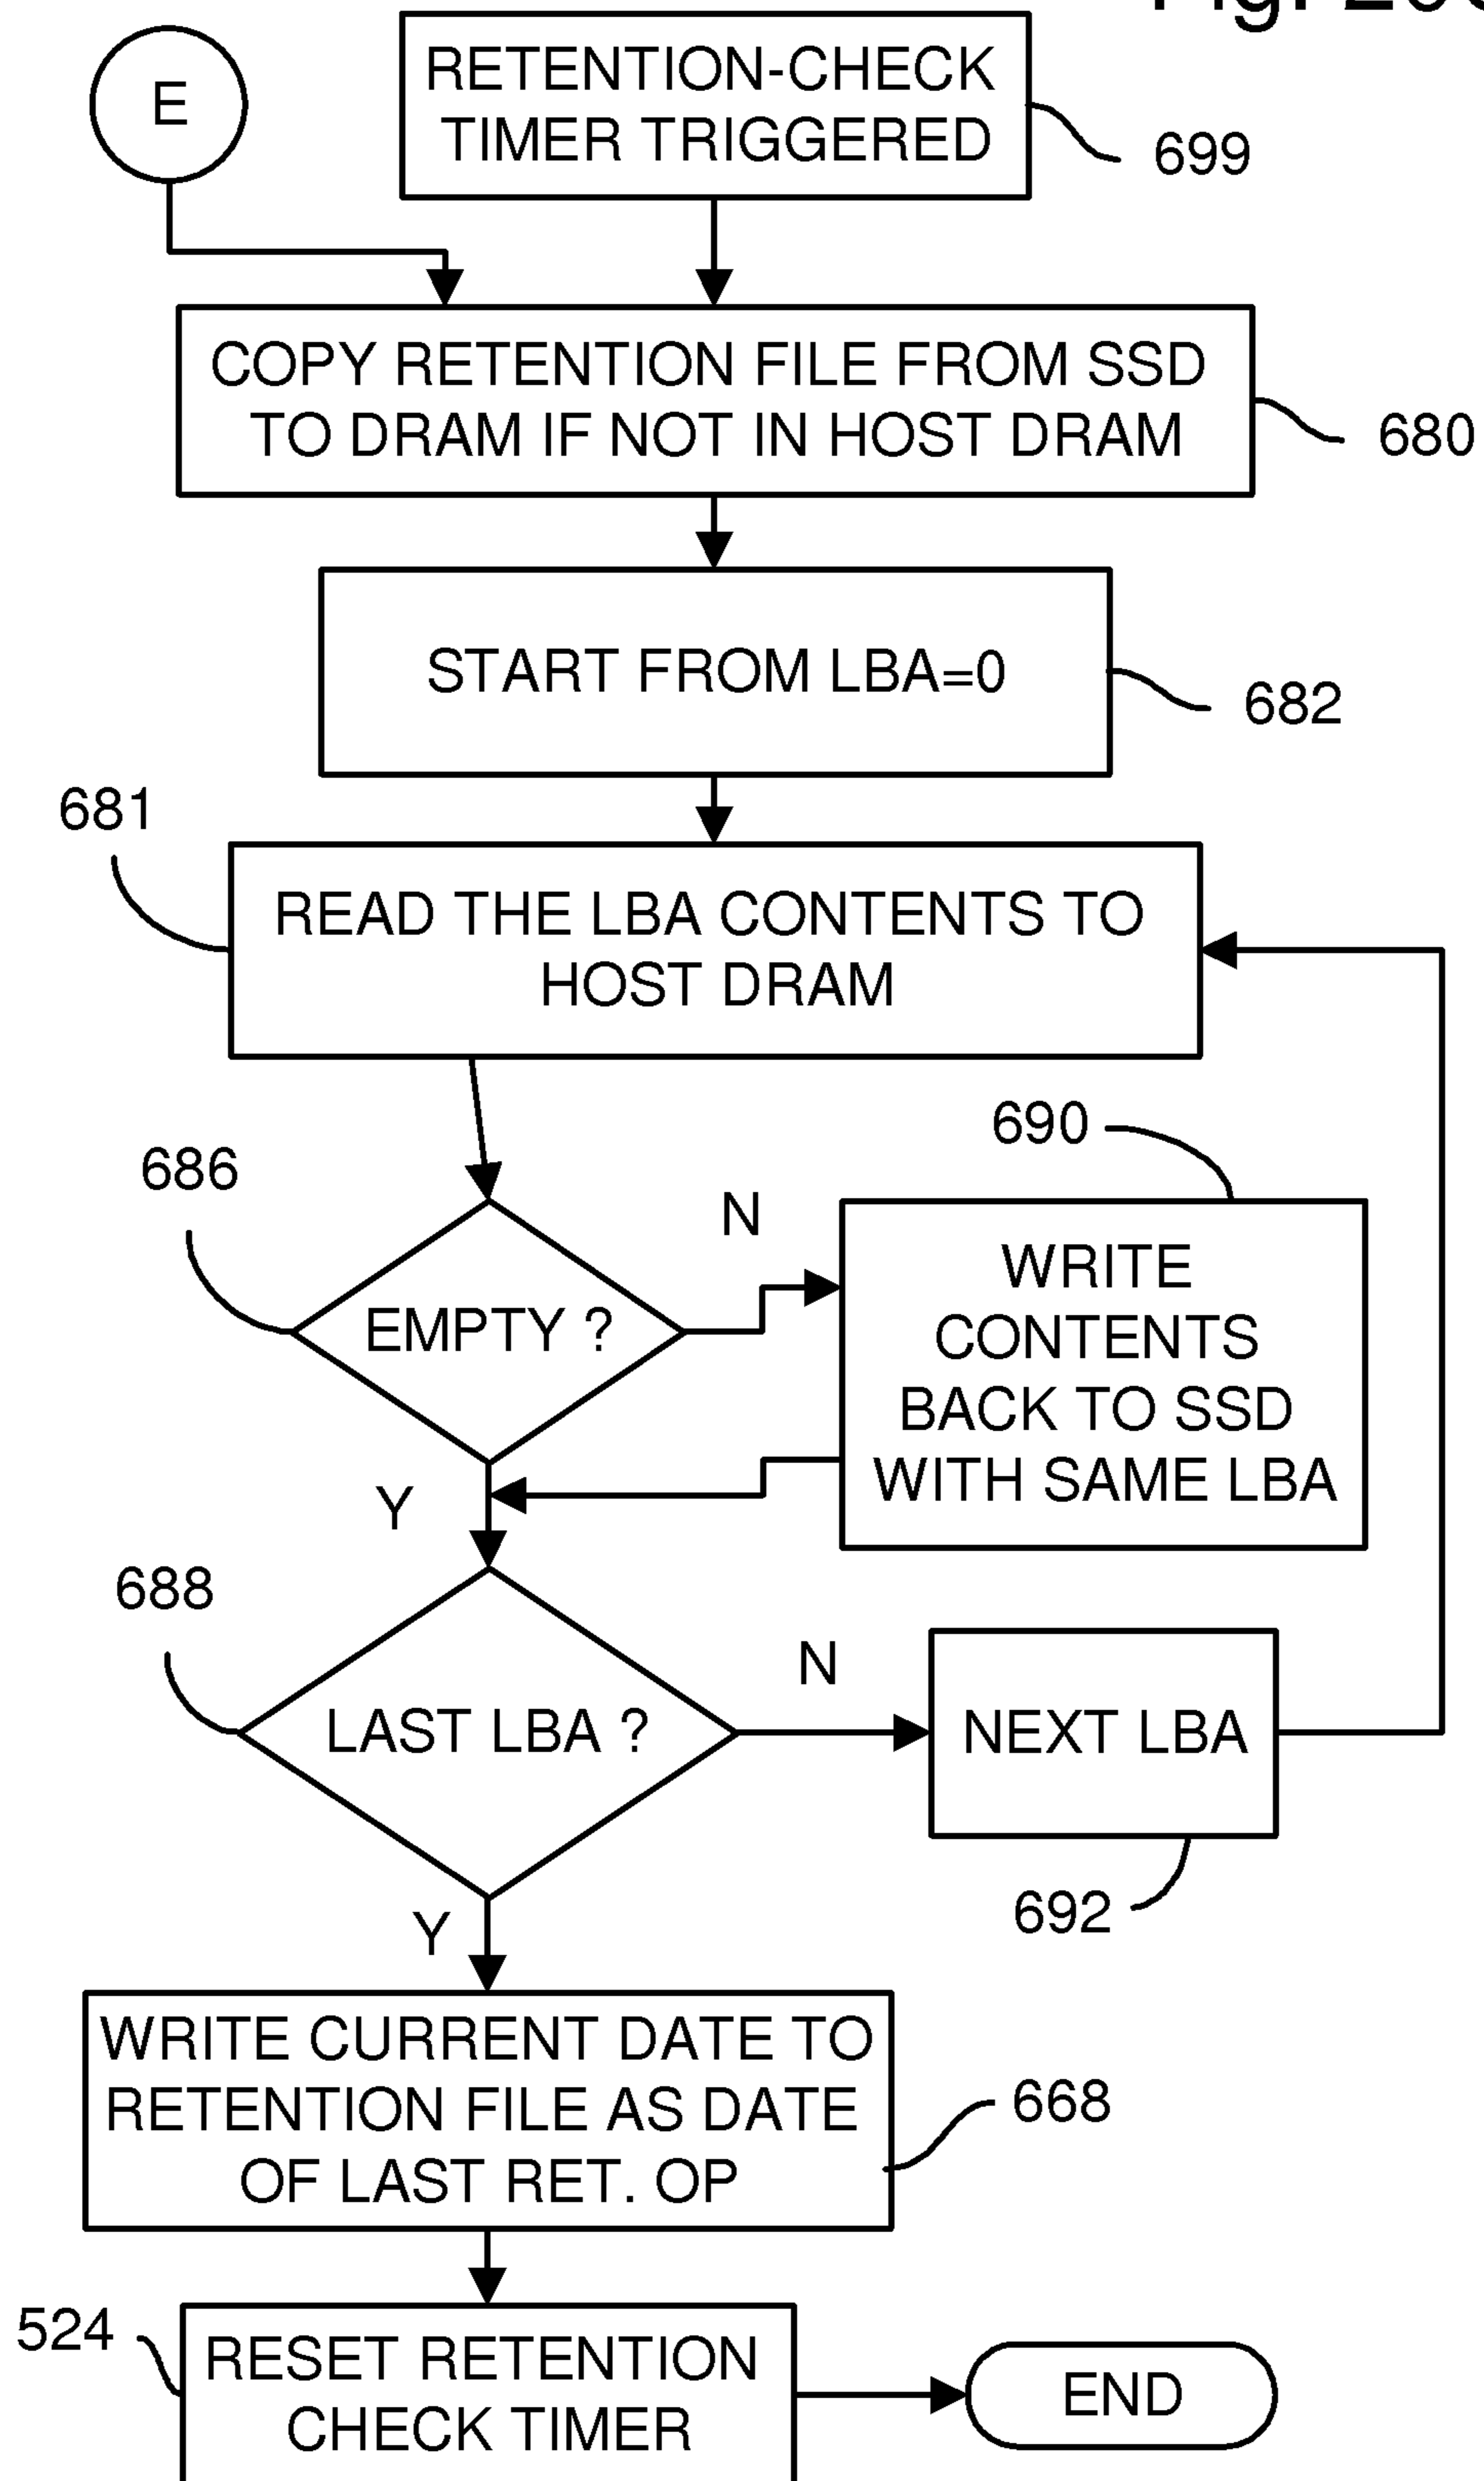 E
RETENTION-CHECK
TIMER TRIGGERED
699
COPY RETENTION FILE FROM SSD
TO DRAM IF NOT IN HOST DRAM
680
START FROM LBA=0
682
681
READ THE LBA CONTENTS TO
HOST DRAM
690
686
N
EMPTY ?
WRITE
CONTENTS
BACK TO SSD
WITH SAME LBA
Y
688
N
LAST LBA ?
NEXT LBA
692
Y
WRITE CURRENT DATE TO
RETENTION FILE AS DATE
OF LAST RET. OP
668
524
RESET RETENTION
CHECK TIMER
END